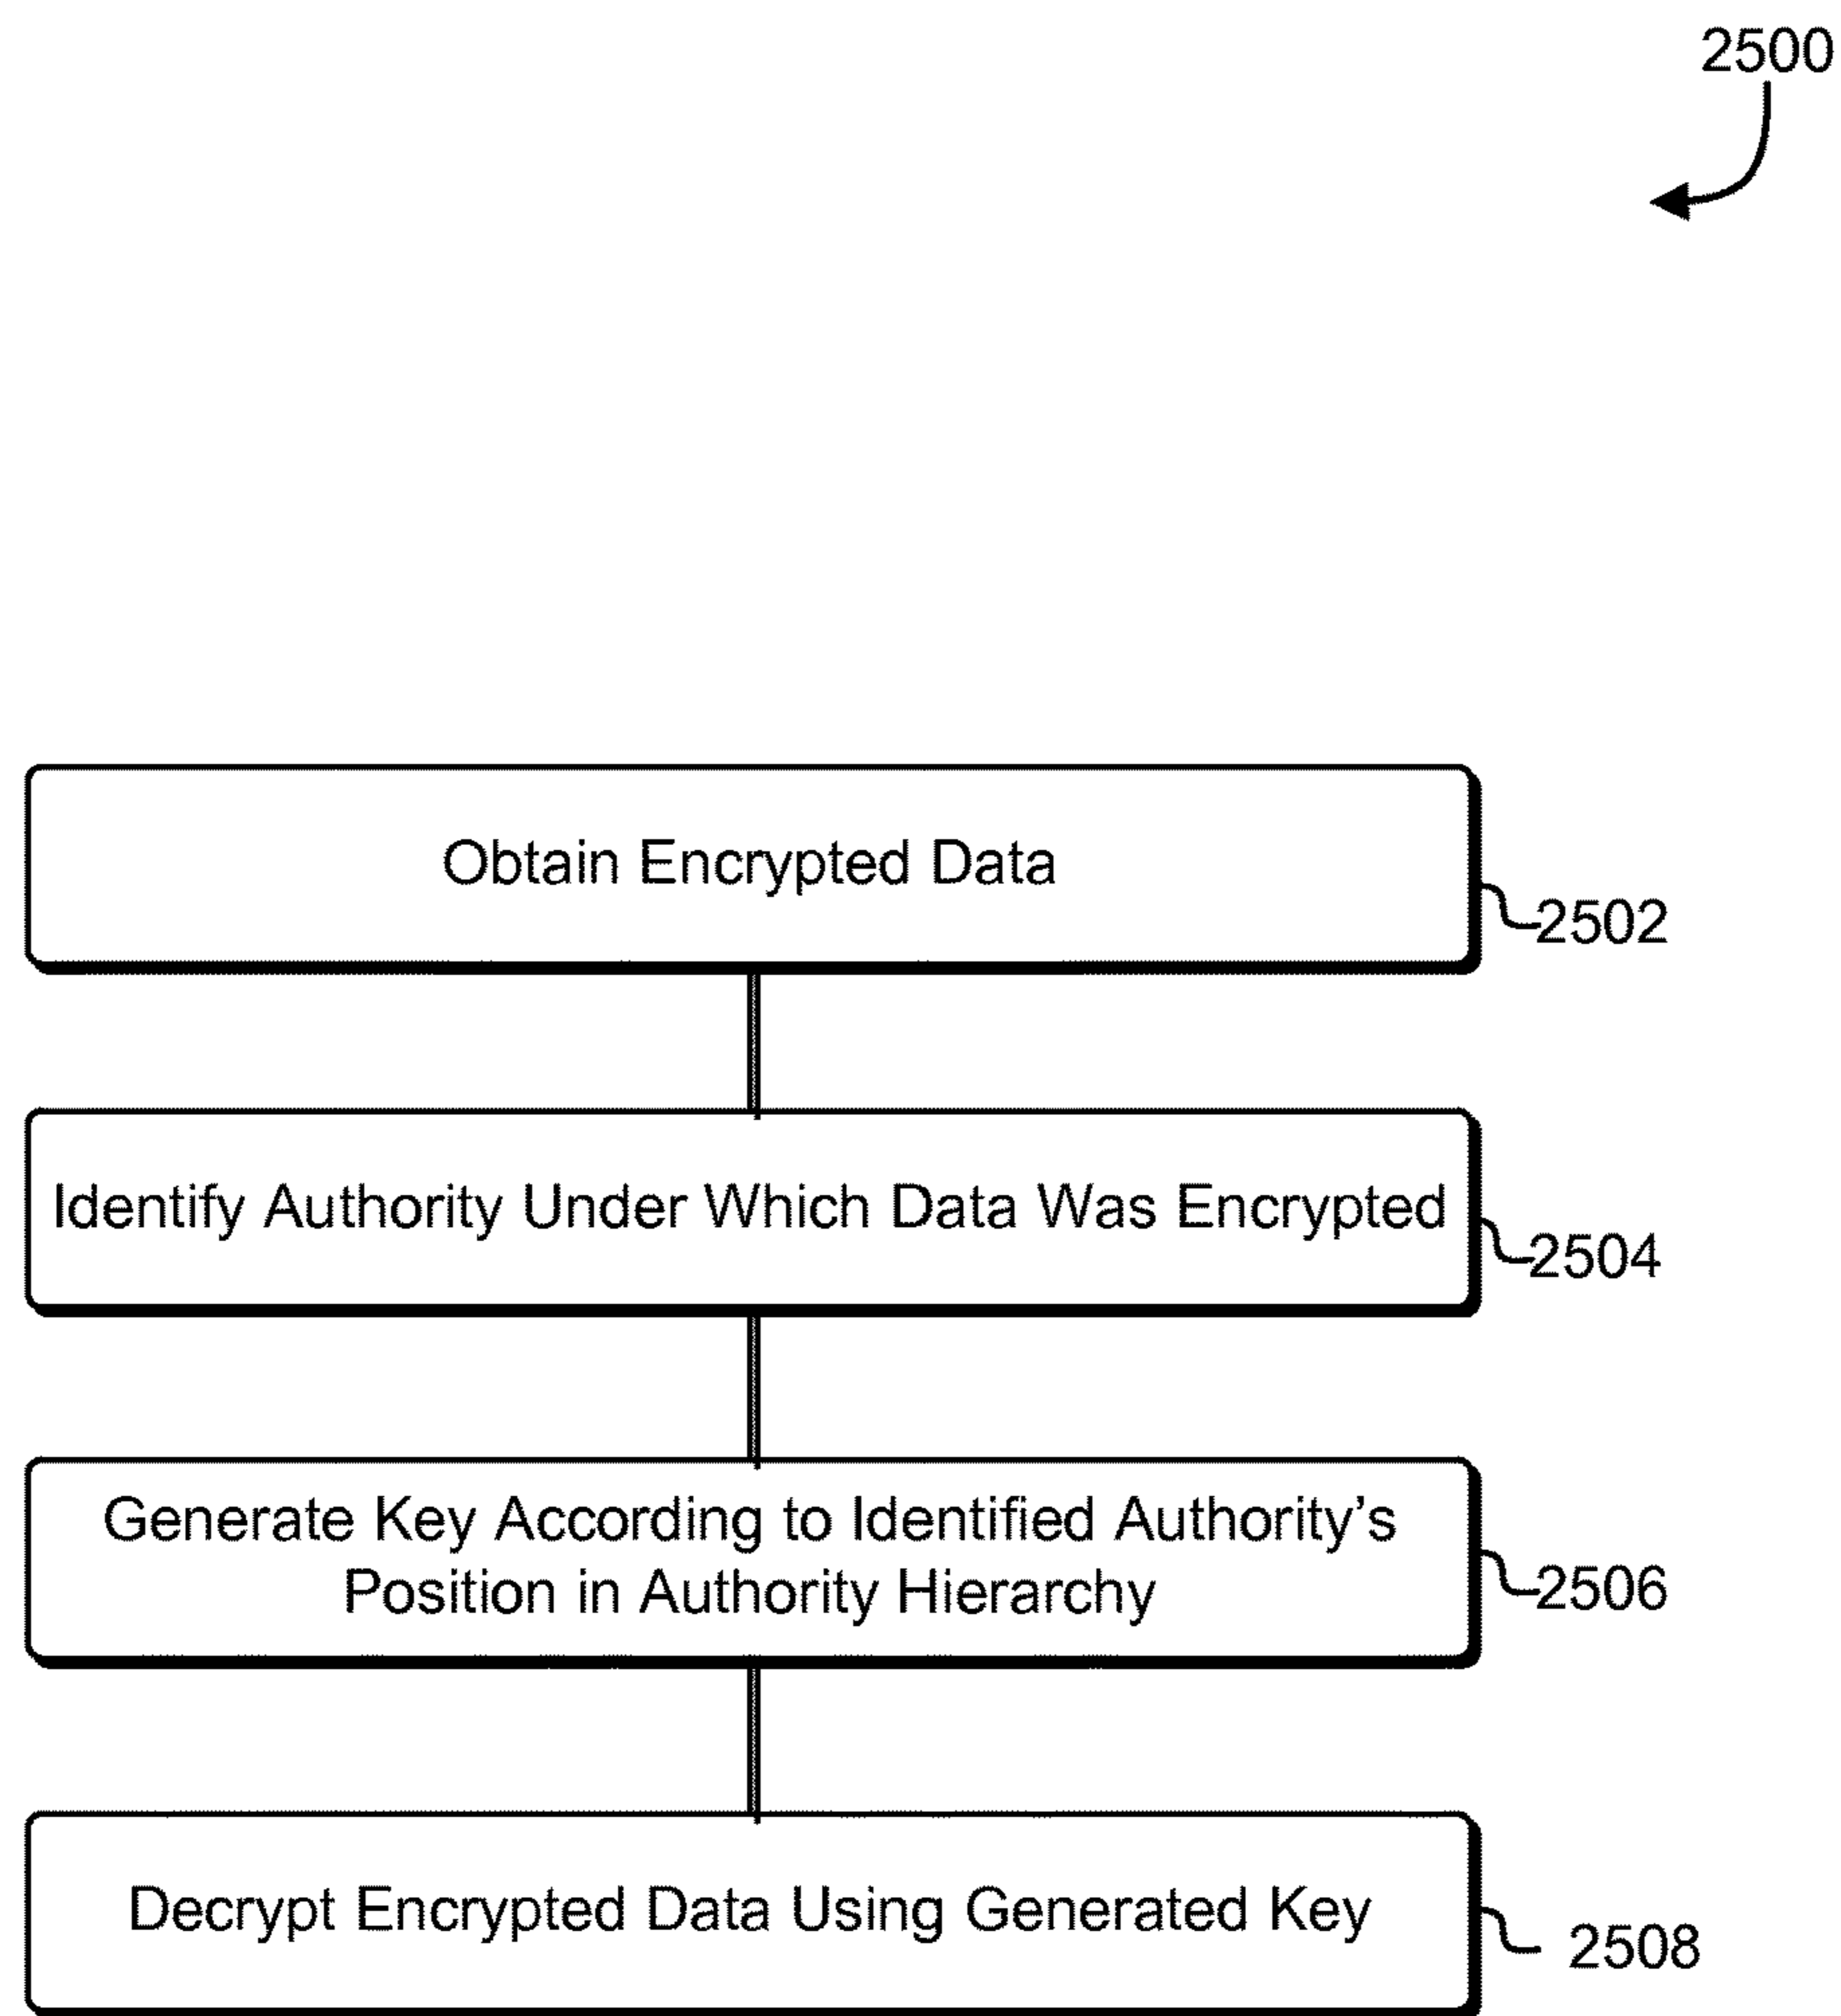 2500
Obtain Encrypted Data
2502
Identify Authority Under Which Data Was Encrypted
2504
Generate Key According to Identified Authority’s
Position in Authority Hierarchy
2506
Decrypt Encrypted Data Using Generated Key
2508